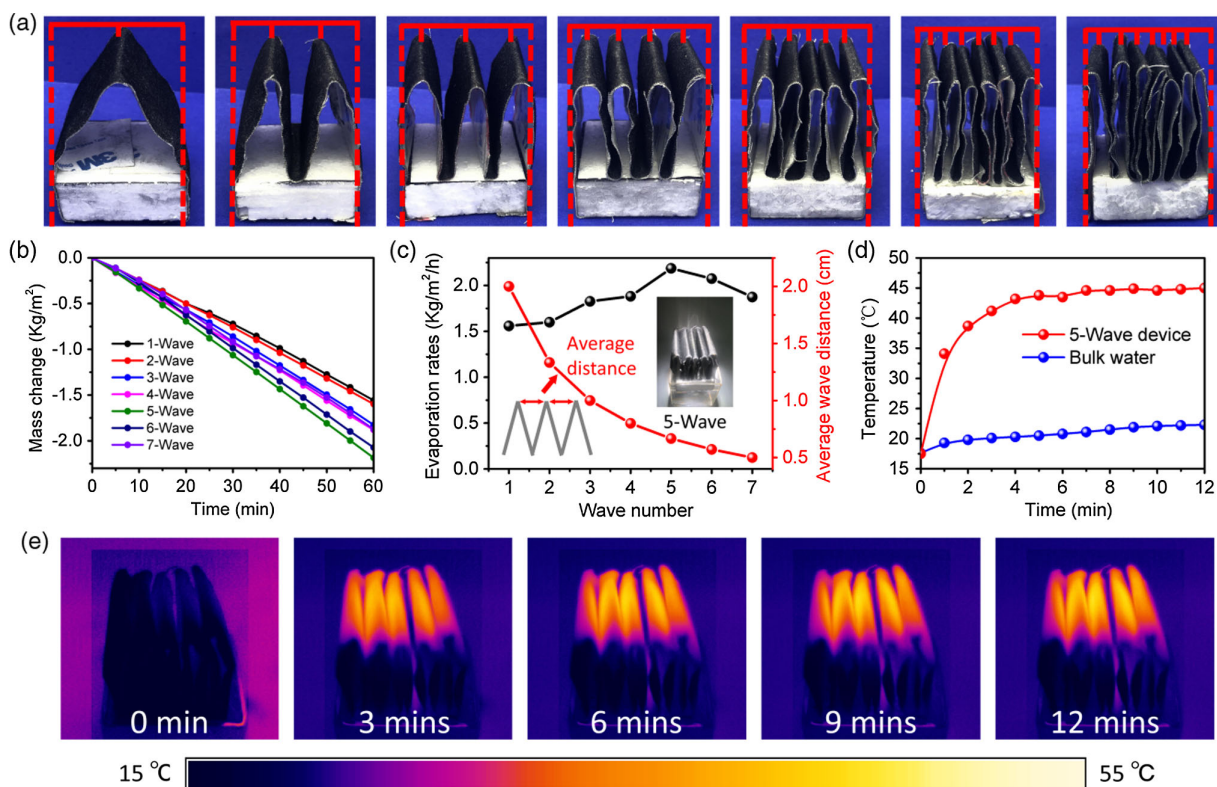 (a)
3M
(b)
0.0
-0.5
-1.0
-1.5
-2.0
Mass change (Kg/m²)
1-Wave
2-Wave
3-Wave
4-Wave
5-Wave
6-Wave
7-Wave
0 10 20 30 40 50 60
Time (min)
(c)
2.0
1.5
1.0
0.5
0.0
Evaporation rates (Kg/m²/h)
Average
distance
5-Wave
2.0
1.5
1.0
0.5
Average wave distance (cm)
1 2 3 4 5 6 7
Wave number
(d)
50
45
40
35
30
25
20
15
Temperature (℃)
5-Wave device
Bulk water
0 2 4 6 8 10 12
Time (min)
(e)
0 min
3 mins
6 mins
9 mins
12 mins
15 ℃
55 ℃